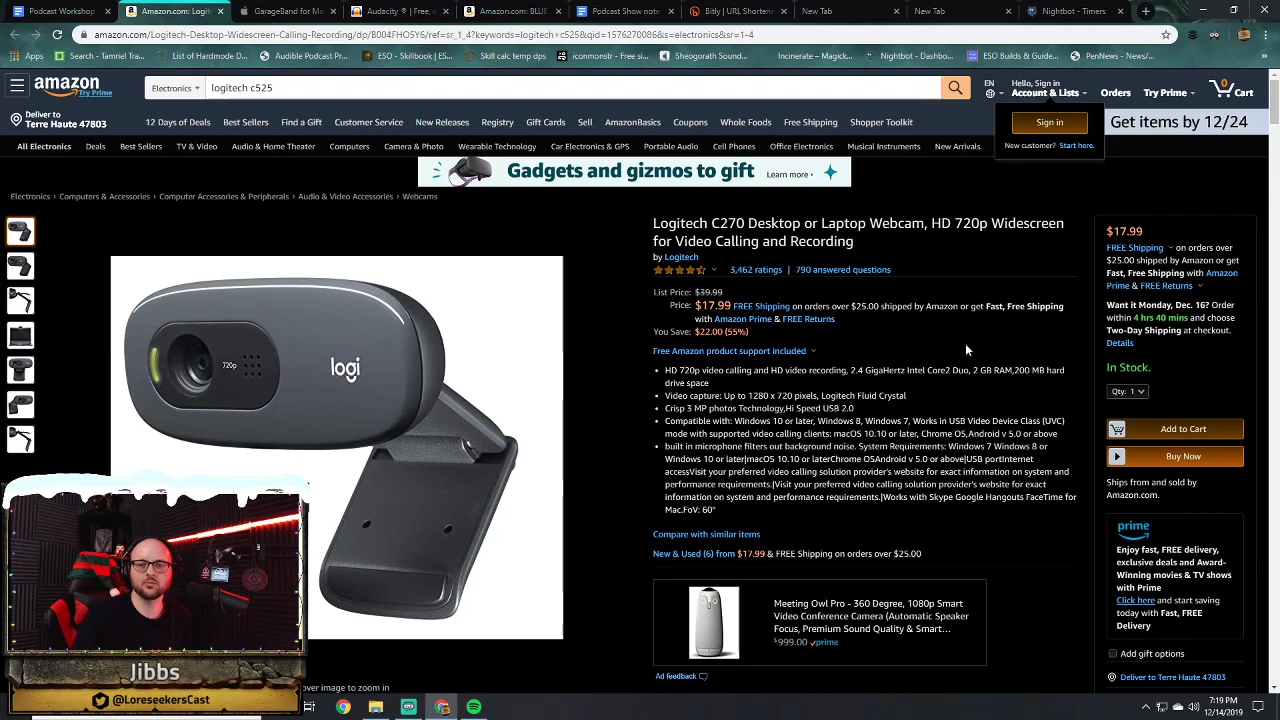 Podcast Workshop
Amazon.com: Logi
GarageBand for Ma
Audacity ® | Free,
Amazon.com: BLUE
Podcast Show note
Bitly | URL Shorten
New Tab
New Tab
Nightbot - Timers
amazon.com/Logitech-Desktop-Widescreen-Calling-Recording/dp/B004FHO5Y6/ref=sr_1_4?keywords=logitech+c525&qid=1576270086&s=electronics&sr=1-4
Apps
Search - Tamriel Tra...
List of Hardmode D...
Audible Podcast Pr...
ESO - Skillbook | ES...
Skill calc temp dps
iconmonstr - Free si...
Incinerate - Magick...
Nightbot - Dashbo...
ESO Build & Guides...
PenNews - News/...
amazon
Try Prime
Electronics
logitech c525
EN
Hello, Sign in
Account & Lists
Orders
Try Prime
0
Cart
Deliver to
Terre Haute 47803
12 Days of Deals
Best Sellers
Find a Gift
Customer Service
New Releases
Registry
Gift Cards
Sell
AmazonBasics
Coupons
Whole Foods
Free Shipping
Shopper Toolkit
Sign in
New customer? Start here.
Get items by 12/24
All Electronics
Deals
Best Sellers
TV & Video
Audio & Home Theater
Computers
Camera & Photo
Wearable Technology
Car Electronics & GPS
Portable Audio
Cell Phones
Office Electronics
Musical Instruments
New Arrivals
Gadgets and gizmos to gift
Learn more ›
Electronics › Computers & Accessories › Computer Accessories & Peripherals › Audio & Video Accessories › Webcams
720p
logi
Logitech C270 Desktop or Laptop Webcam, HD 720p Widescreen
for Video Calling and Recording
by Logitech
3,462 ratings | 790 answered questions
List Price: $39.99
Price: $17.99 FREE Shipping on orders over $25.00 shipped by Amazon or get Fast, Free Shipping
with Amazon Prime & FREE Returns
You Save: $22.00 (55%)
Free Amazon product support included
HD 720p video calling and HD video recording, 2.4 GigaHertz Intel Core2 Duo, 2 GB RAM,200 MB hard
drive space
Video capture: Up to 1280 x 720 pixels, Logitech Fluid Crystal
Crisp 3 MP photos Technology,Hi Speed USB 2.0
Compatible with: Windows 10 or later, Windows 8, Windows 7, Works in USB Video Device Class (UVC)
mode with supported video calling clients: macOS 10.10 or later, Chrome OS,Android v 5.0 or above
built in microphone filters out background noise. System Requirements: Windows 7 Windows 8 or
Windows 10 or later|macOS 10.10 or laterChrome OSAndroid v 5.0 or above|USB portInternet
accessVisit your preferred video calling solution provider's website for exact information on system and
performance requirements.|Visit your preferred video calling solution provider's website for exact
information on system and performance requirements.|Works with Skype Google Hangouts FaceTime for
Mac.FoV: 60°
Compare with similar items
New & Used (6) from $17.99 & FREE Shipping on orders over $25.00
Meeting Owl Pro - 360 Degree, 1080p Smart
Video Conference Camera (Automatic Speaker
Focus, Premium Sound Quality & Smart...
$999.00 prime
Ad feedback
$17.99
FREE Shipping on orders over
$25.00 shipped by Amazon or get
Fast, Free Shipping with Amazon
Prime & FREE Returns
Want it Monday, Dec. 16? Order
within 4 hrs 40 mins and choose
Two-Day Shipping at checkout.
Details
In Stock.
Qty: 1
Add to Cart
Buy Now
Ships from and sold by
Amazon.com.
prime
Enjoy fast, FREE delivery,
exclusive deals and Award-
Winning movies & TV shows
with Prime
Click here and start saving
today with Fast, FREE
Delivery
Add gift options
Deliver to Terre Haute 47803
Jibbs
@LoreseekersCast
over image to zoom in
7:19 PM
12/14/2019